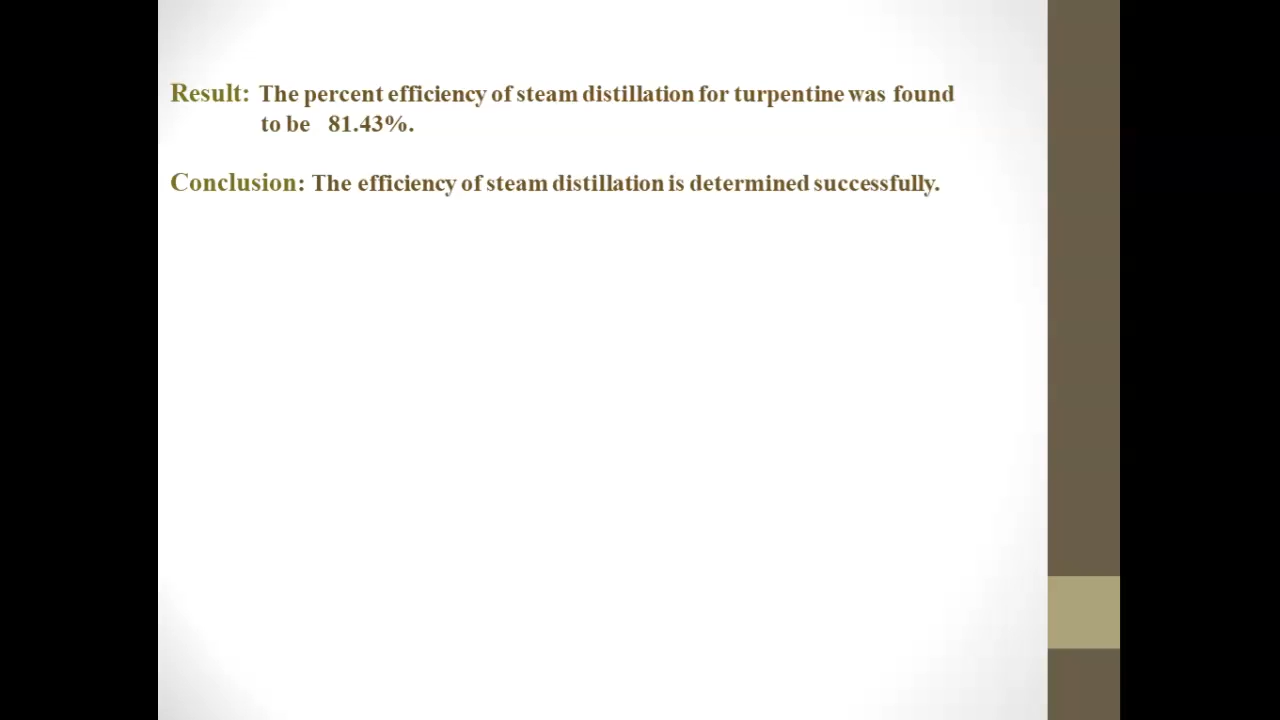 Result: The percent efficiency of steam distillation for turpentine was found
to be 81.43%.
Conclusion: The efficiency of steam distillation is determined successfully.